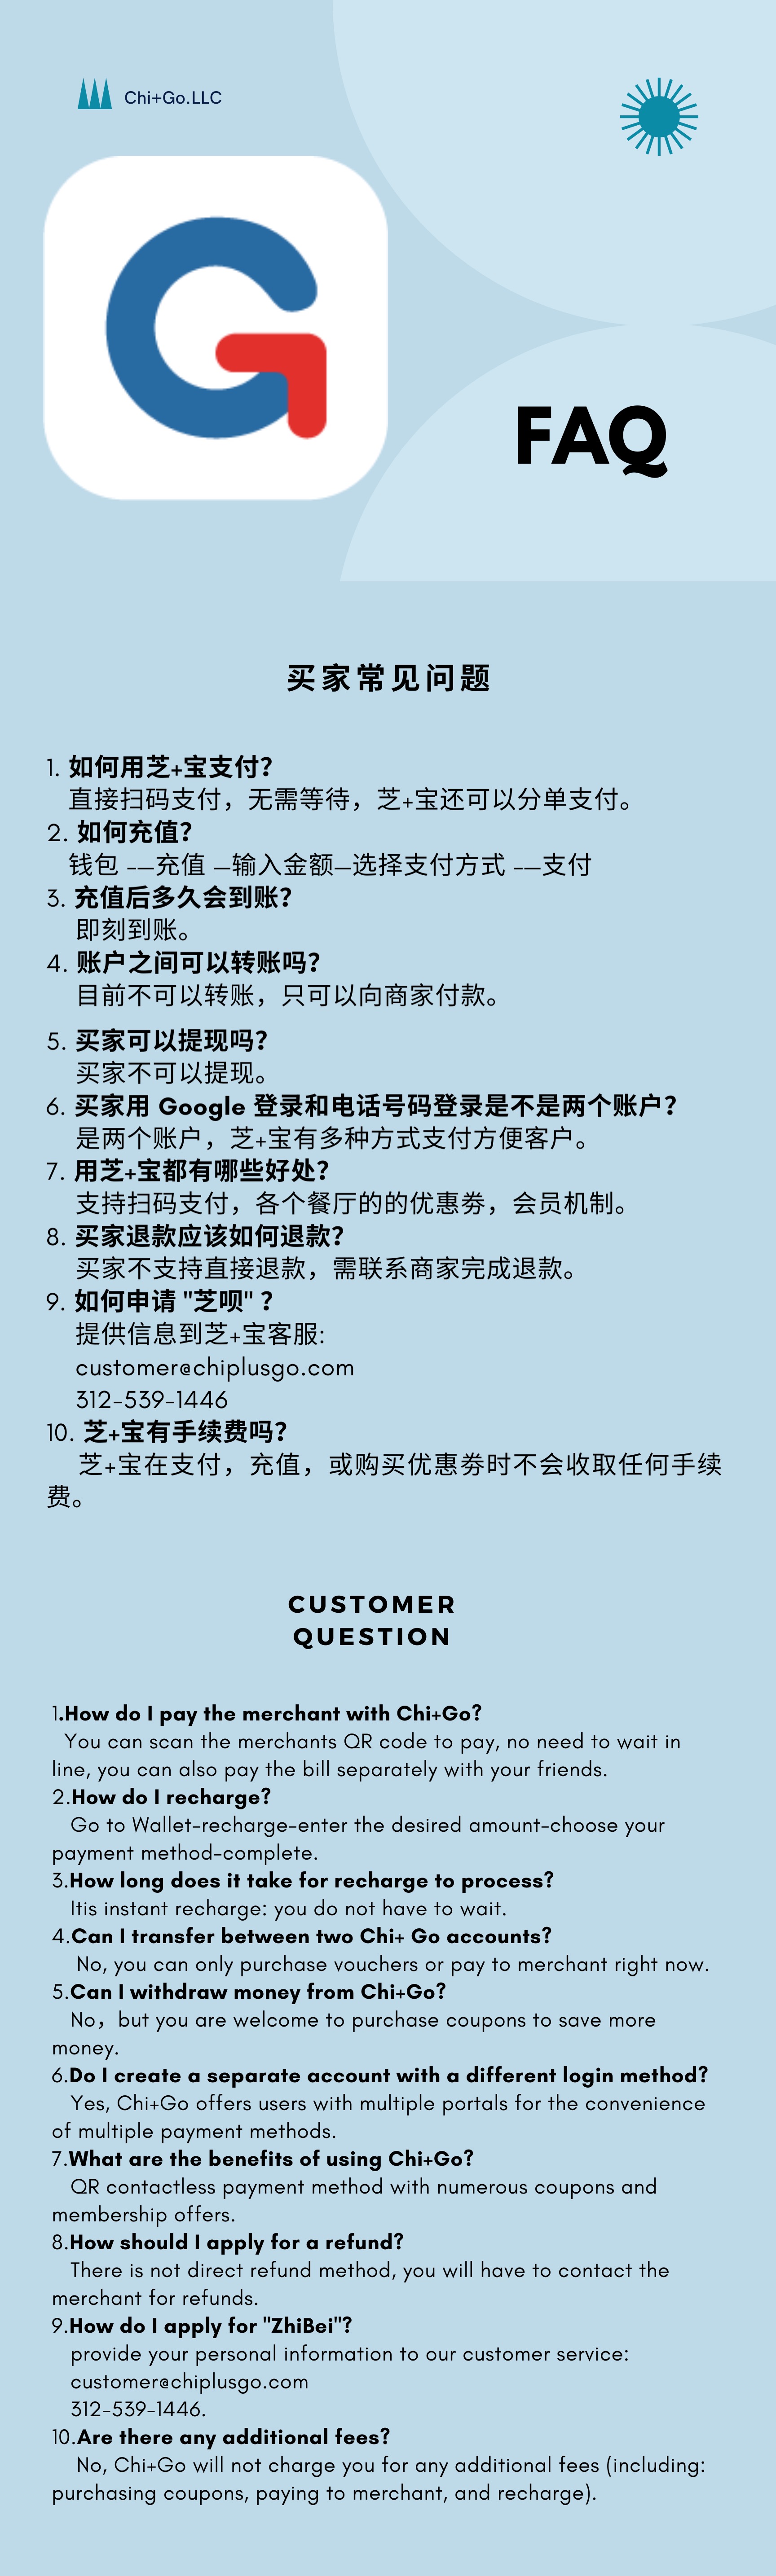 Chi+Go.LLC
FAQ
买家常见问题
1. 如何用芝+宝支付?
直接扫码支付，无需等待，芝+宝还可以分单支付。
2. 如何充值?
钱包 -—充值 —输入金额—选择支付方式 -—支付
3. 充值后多久会到账?
即刻到账。
4. 账户之间可以转账吗?
目前不可以转账，只可以向商家付款。
5. 买家可以提现吗?
买家不可以提现。
6. 买家用 Google 登录和电话号码登录是不是两个账户?
是两个账户，芝+宝有多种方式支付方便客户。
7. 用芝+宝都有哪些好处?
支持扫码支付，各个餐厅的的优惠劵，会员机制。
8. 买家退款应该如何退款?
买家不支持直接退款，需联系商家完成退款。
9. 如何申请 "芝呗" ?
提供信息到芝+宝客服:
customer@chiplusgo.com
312-539-1446
10. 芝+宝有手续费吗?
芝+宝在支付，充值，或购买优惠劵时不会收取任何手续
费。
CUSTOMER
QUESTION
1.How do I pay the merchant with Chi+Go?
You can scan the merchants QR code to pay, no need to wait in
line, you can also pay the bill separately with your friends.
2.How do I recharge?
Go to Wallet-recharge-enter the desired amount-choose your
payment method-complete.
3.How long does it take for recharge to process?
Itis instant recharge: you do not have to wait.
4.Can I transfer between two Chi+ Go accounts?
No, you can only purchase vouchers or pay to merchant right now.
5.Can I withdraw money from Chi+Go?
No，but you are welcome to purchase coupons to save more
money.
6.Do I create a separate account with a different login method?
Yes, Chi+Go offers users with multiple portals for the convenience
of multiple payment methods.
7.What are the benefits of using Chi+Go?
QR contactless payment method with numerous coupons and
membership offers.
8.How should I apply for a refund?
There is not direct refund method, you will have to contact the
merchant for refunds.
9.How do I apply for "ZhiBei"?
provide your personal information to our customer service:
customer@chiplusgo.com
312-539-1446.
10.Are there any additional fees?
No, Chi+Go will not charge you for any additional fees (including:
purchasing coupons, paying to merchant, and recharge).